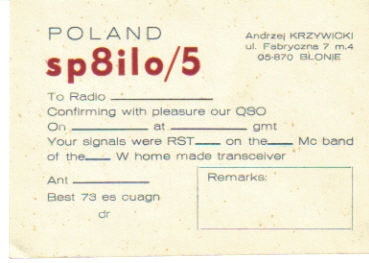 POLAND
sp8ilo/5
Andrzej KRZYWICKI
ul. Fabryczna 7 m.4
05-870 BŁONIE
To Radio
Confirming with pleasure our QSO
On at gmt
Your signals were RST on the Mc band
of the W home made transceiver
Ant
Best 73 es cuagn
dr
Remarks: